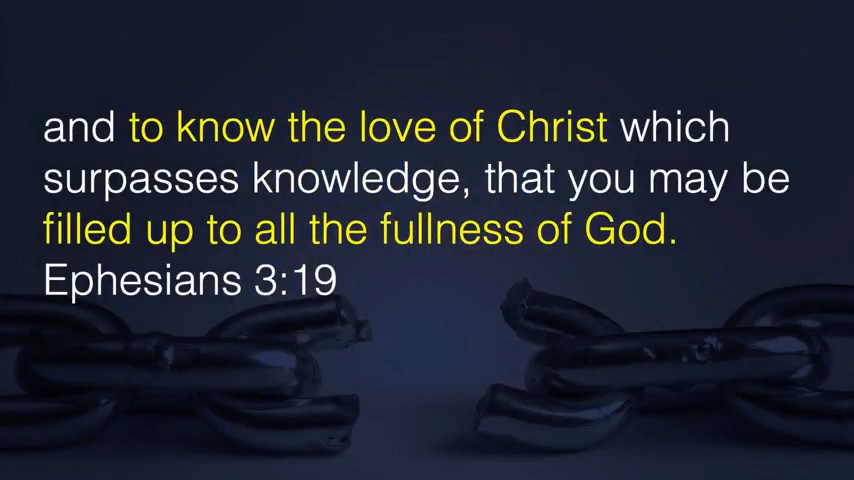 and to know the love of Christ which
surpasses knowledge, that you may be
filled up to all the fullness of God.
Ephesians 3:19